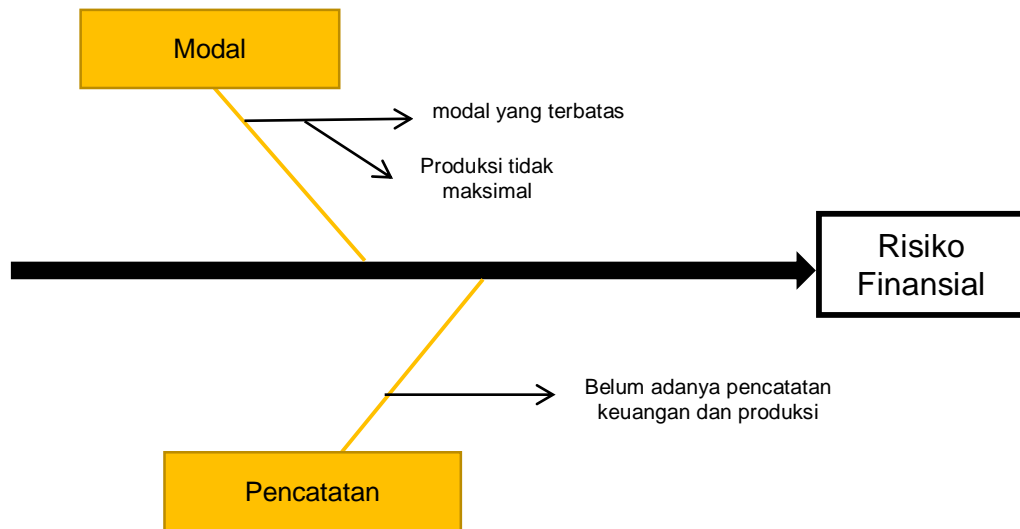 Modal
modal yang terbatas
Produksi tidak
maksimal
Risiko
Finansial
Belum adanya pencatatan
keuangan dan produksi
Pencatatan